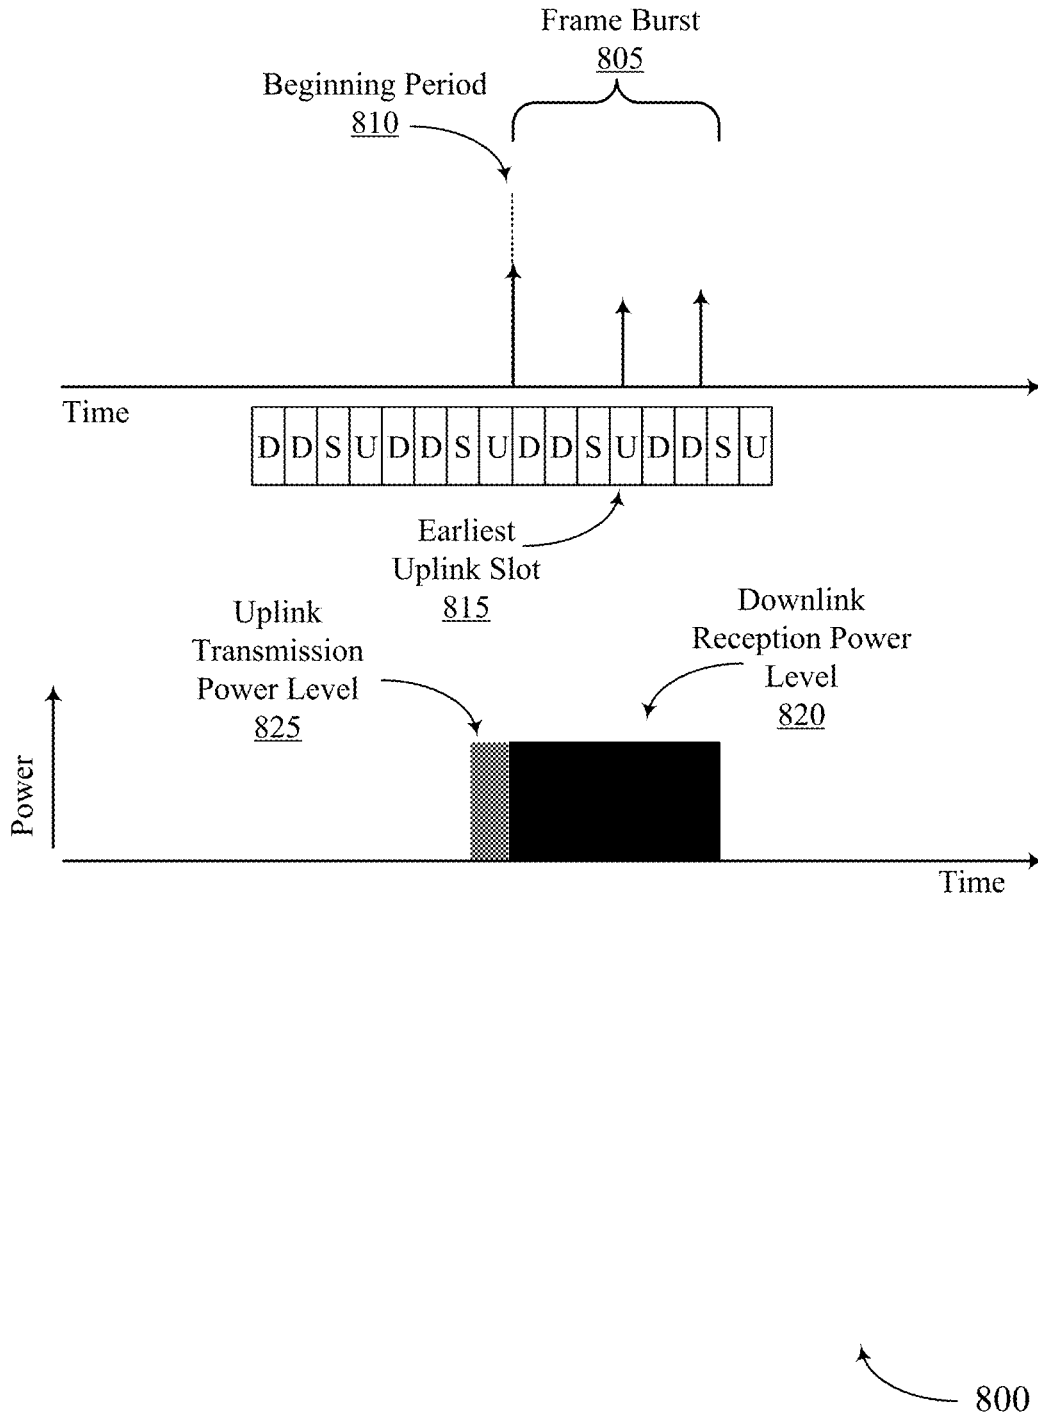 Frame Burst
805
Beginning Period
810
Time
D D S U D D S U D D S U D D S U
Earliest
Uplink Slot
815
Uplink
Transmission
Power Level
825
Downlink
Reception Power
Level
820
Power
Time
800